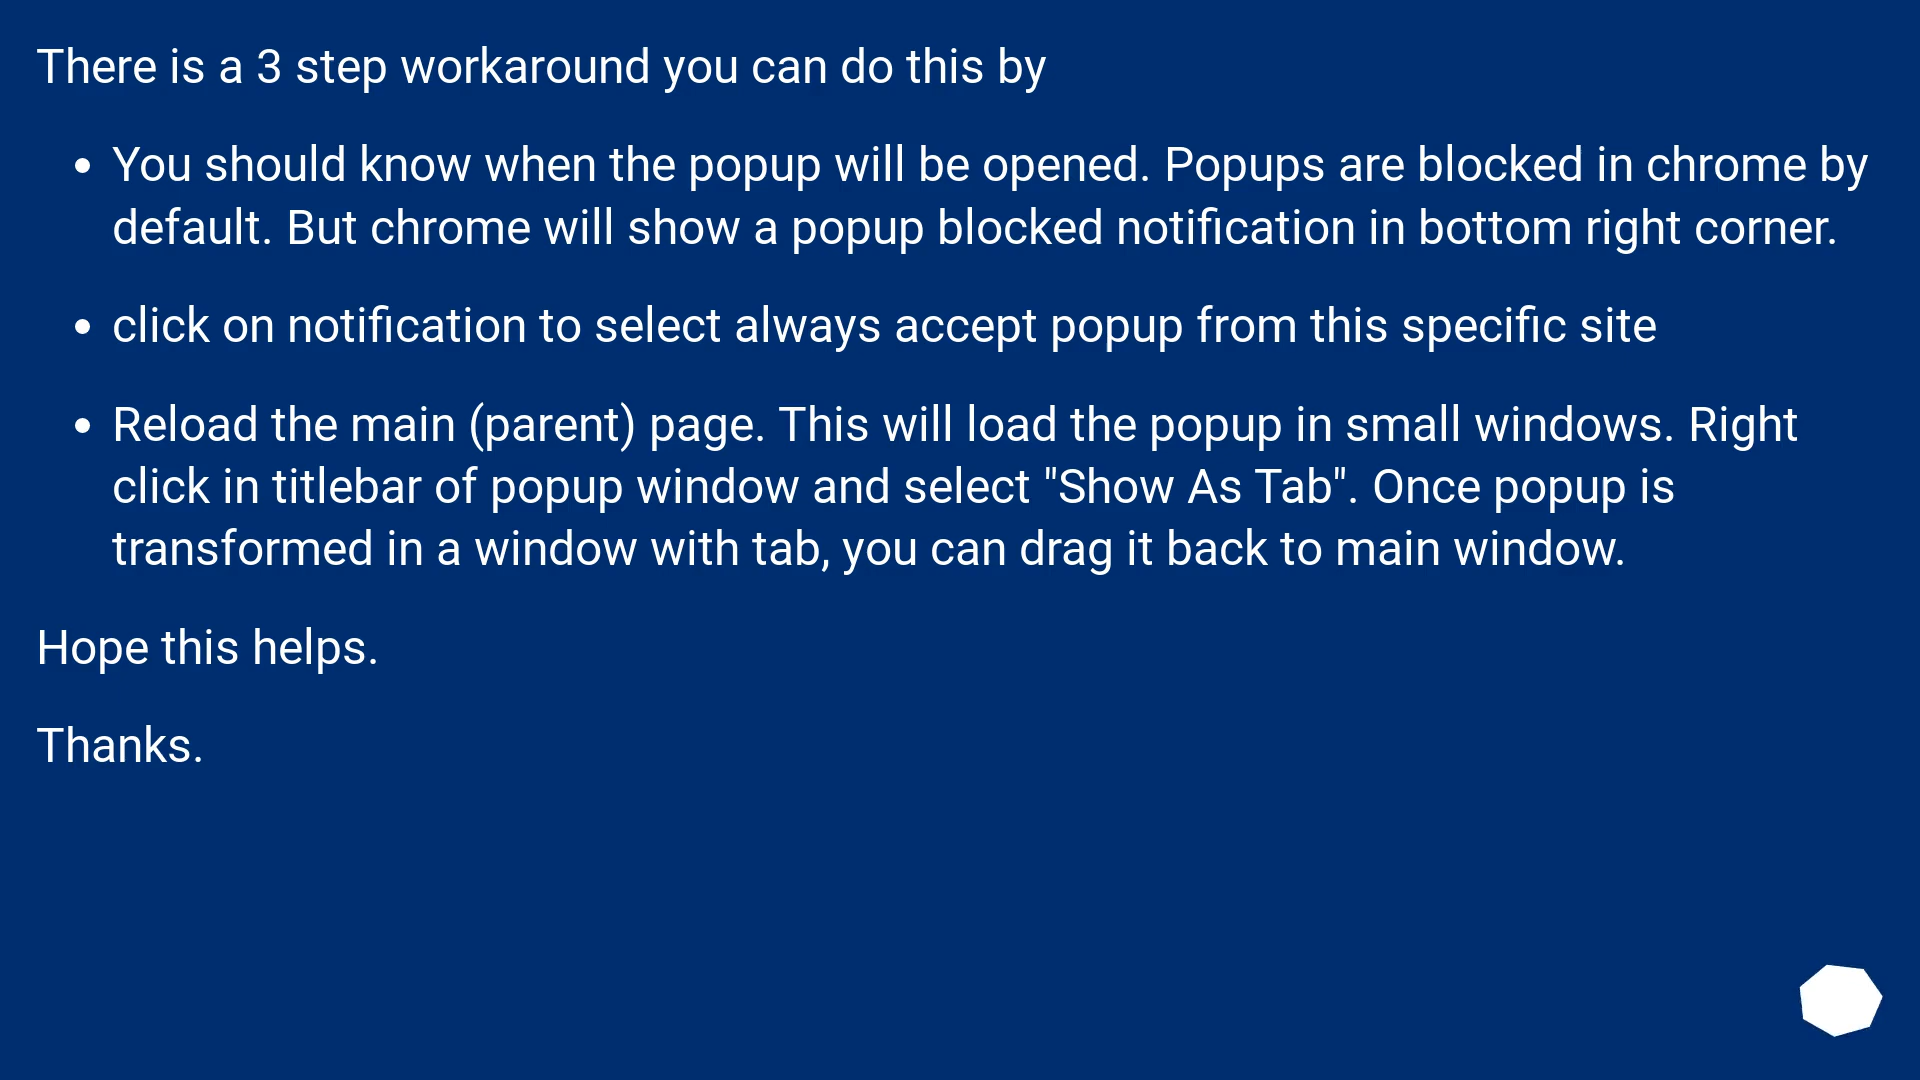 There is a 3 step workaround you can do this by
• You should know when the popup will be opened. Popups are blocked in chrome by
default. But chrome will show a popup blocked notification in bottom right corner.
• click on notification to select always accept popup from this specific site
• Reload the main (parent) page. This will load the popup in small windows. Right
click in titlebar of popup window and select "Show As Tab". Once popup is
transformed in a window with tab, you can drag it back to main window.
Hope this helps.
Thanks.